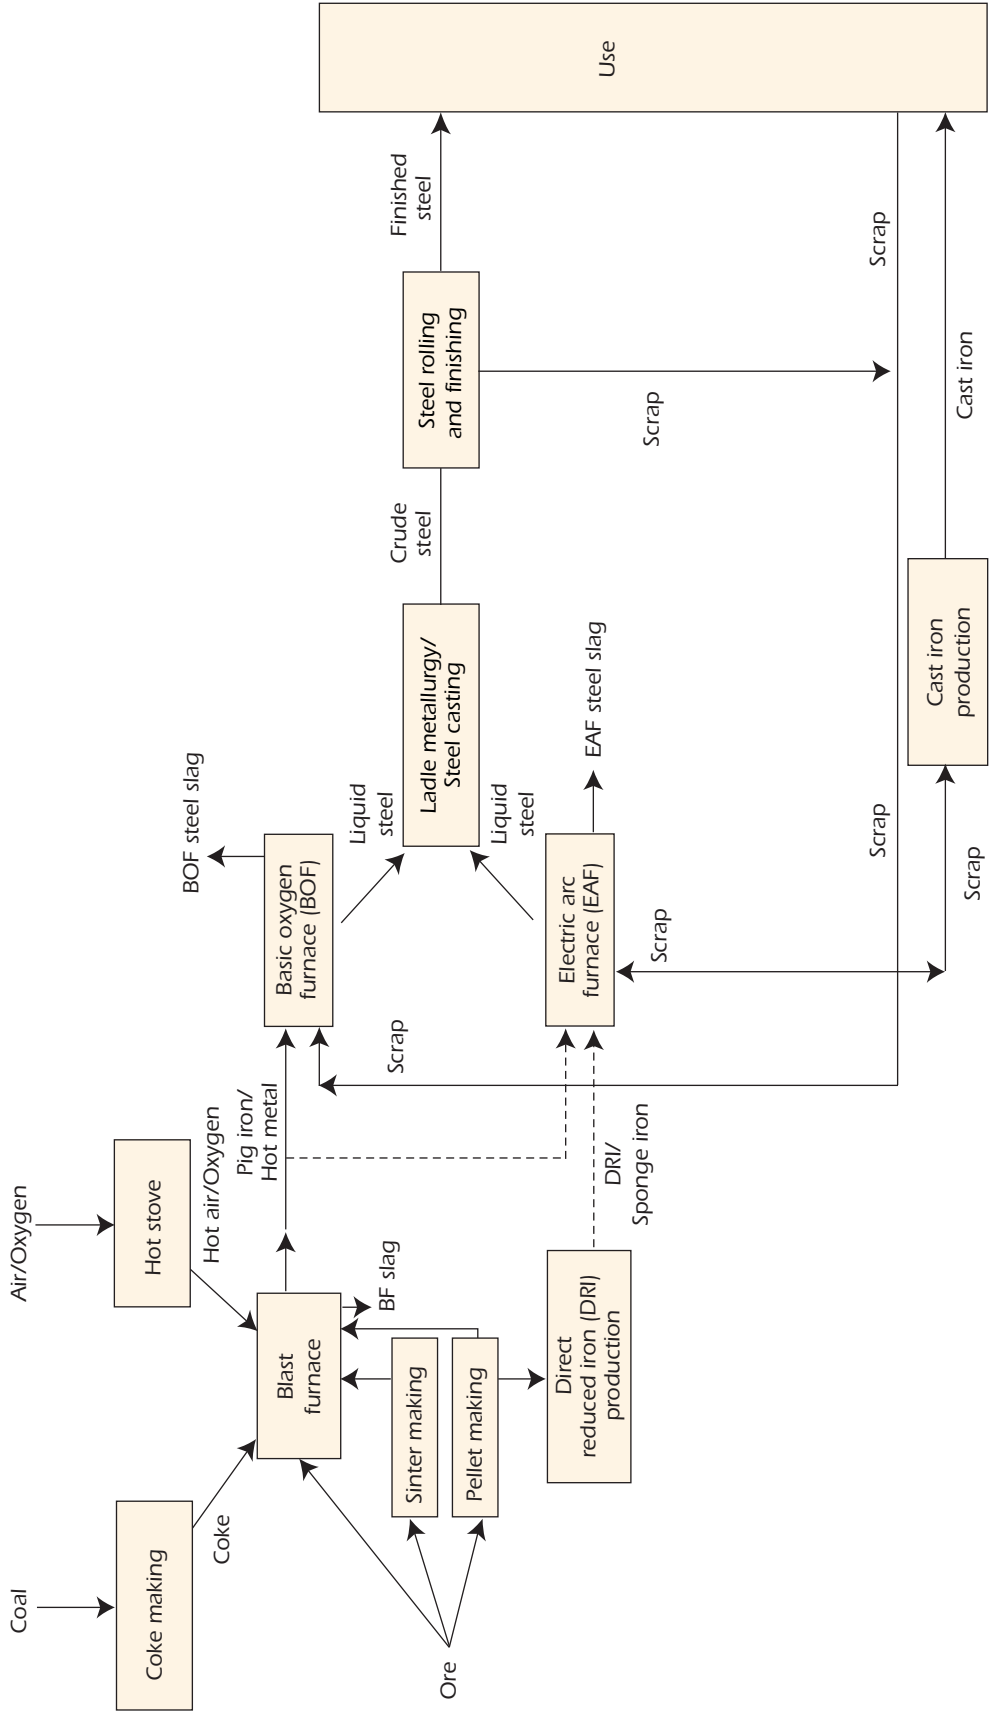 Coal
Coke making
Coke
Air/Oxygen
Hot stove
Hot air/Oxygen
Ore
Blast
furnace
BF slag
Sinter making
Pellet making
Direct
reduced iron (DRI)
production
Pig iron/
Hot metal
DRI/
Sponge iron
Scrap
BOF steel slag
Basic oxygen
furnace (BOF)
Electric arc
furnace (EAF)
EAF steel slag
Scrap
Liquid
steel
Liquid
steel
Ladle metallurgy/
Steel casting
Scrap
Scrap
Cast iron
production
Crude
steel
Steel rolling
and finishing
Scrap
Finished
steel
Scrap
Cast iron
Use